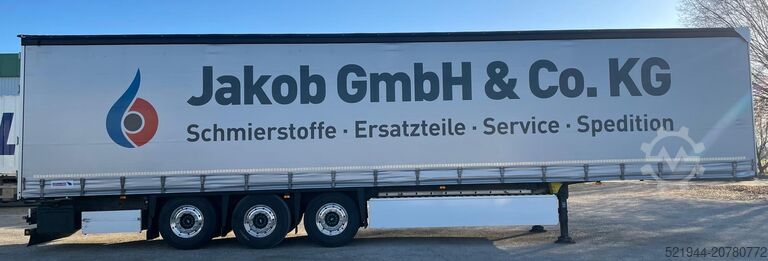 Jakob GmbH & Co. KG
Schmierstoffe · Ersatzteile · Service · Spedition
521944-20780772